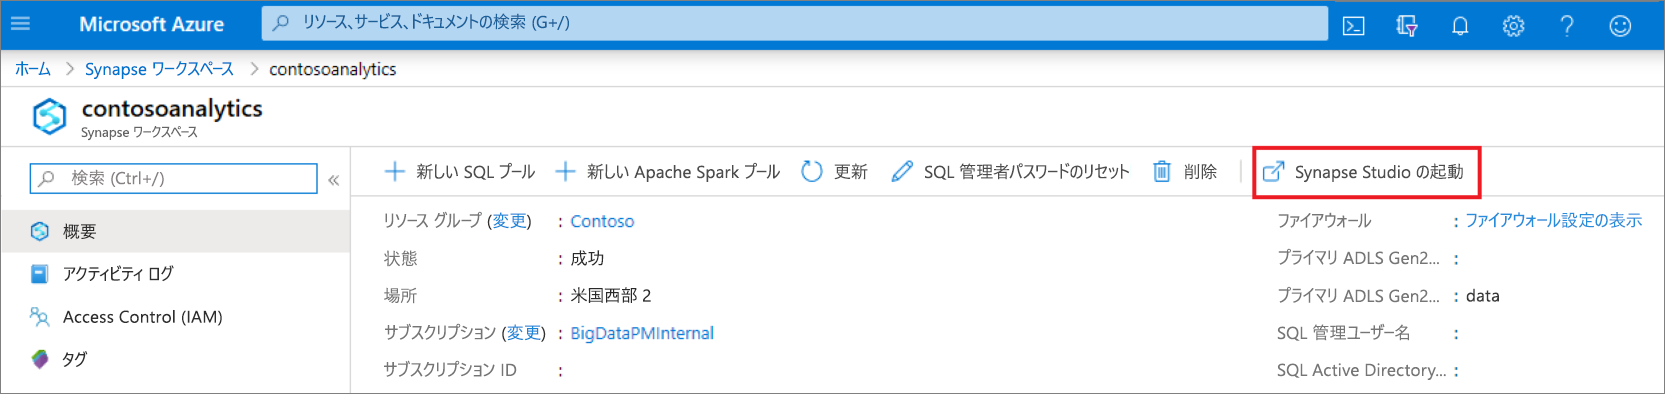 Microsoft Azure
リソース、サービス、ドキュメントの検索 (G+/)
ホーム > Synapse ワークスペース > contosoanalytics
contosoanalytics
Synapse ワークスペース
検索 (Ctrl+/)
概要
アクティビティ ログ
Access Control (IAM)
タグ
新しい SQL プール 新しい Apache Spark プール 更新 SQL 管理者パスワードのリセット 削除 Synapse Studio の起動
リソース グループ (変更) : Contoso
状態 : 成功
場所 : 米国西部 2
サブスクリプション (変更) : BigDataPMInternal
サブスクリプション ID :
ファイアウォール : ファイアウォール設定の表示
プライマリ ADLS Gen2... :
プライマリ ADLS Gen2... : data
SQL 管理ユーザー名 :
SQL Active Directory... :